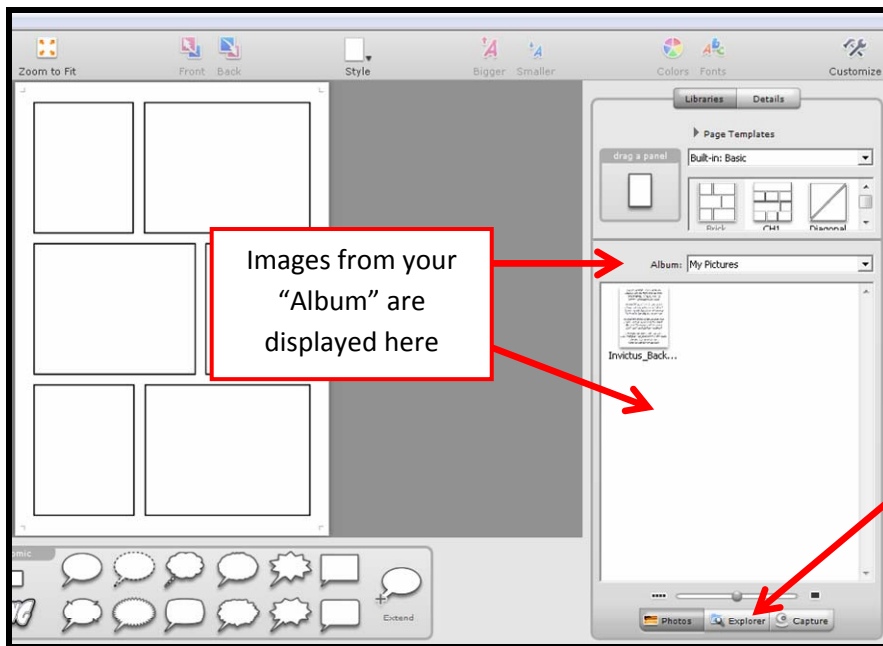 Zoom to Fit
Front Back
Style
Bigger Smaller
Colors Fonts
Customize
Libraries Details
Page Templates
drag a panel
Built-in: Basic
Brick CH1 Diagonal
Images from your
“Album” are
displayed here
Album: My Pictures
Invictus_Back...
omic
Extend
Photos Explorer Capture